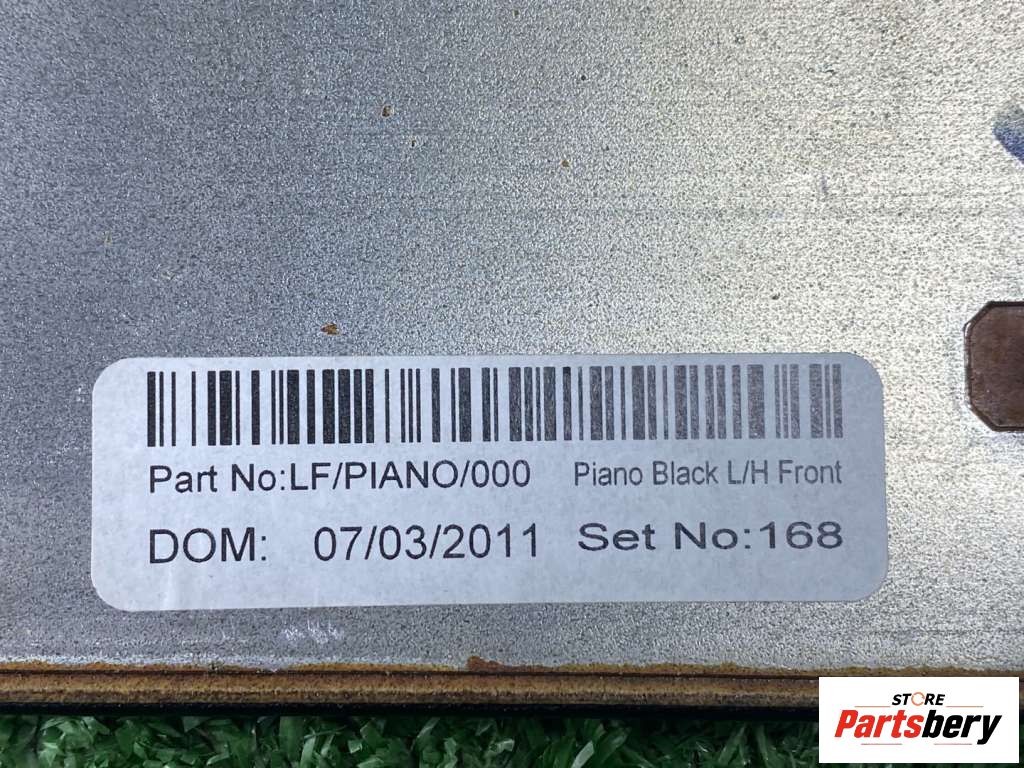 Part No:LF/PIANO/000 Piano Black L/H Front
DOM: 07/03/2011 Set No:168
STORE
Partsbery